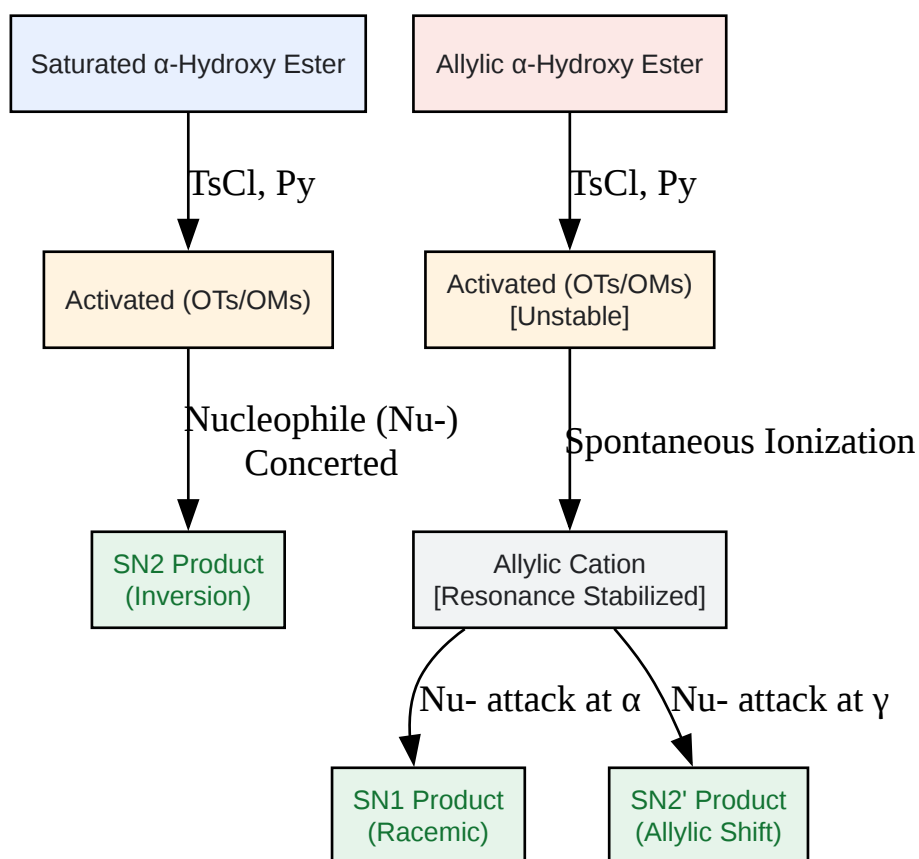 Saturated α-Hydroxy Ester
Allylic α-Hydroxy Ester
TsCl, Py
TsCl, Py
Activated (OTs/OMs)
Activated (OTs/OMs)
[Unstable]
Nucleophile (Nu-)
Concerted
Spontaneous Ionization
SN2 Product
(Inversion)
Allylic Cation
[Resonance Stabilized]
Nu- attack at α
Nu- attack at γ
SN1 Product
(Racemic)
SN2' Product
(Allylic Shift)